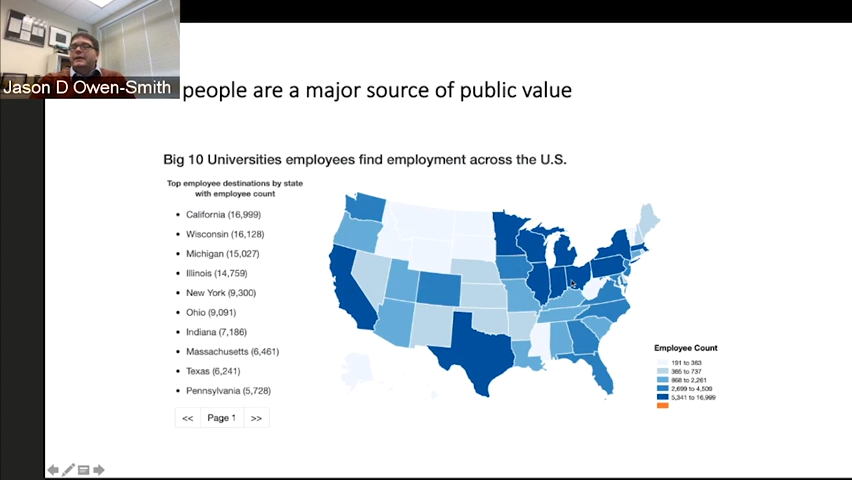 Jason D Owen-Smith
people are a major source of public value
Big 10 Universities employees find employment across the U.S.
Top employee destinations by state
with employee count
• California (16,999)
• Wisconsin (16,128)
• Michigan (15,027)
• Illinois (14,759)
• New York (9,300)
• Ohio (9,091)
• Indiana (7,186)
• Massachusetts (6,461)
• Texas (6,241)
• Pennsylvania (5,728)
<< Page 1 >>
Employee Count
191 to 363
365 to 737
868 to 2,261
2,699 to 4,509
5,341 to 16,999